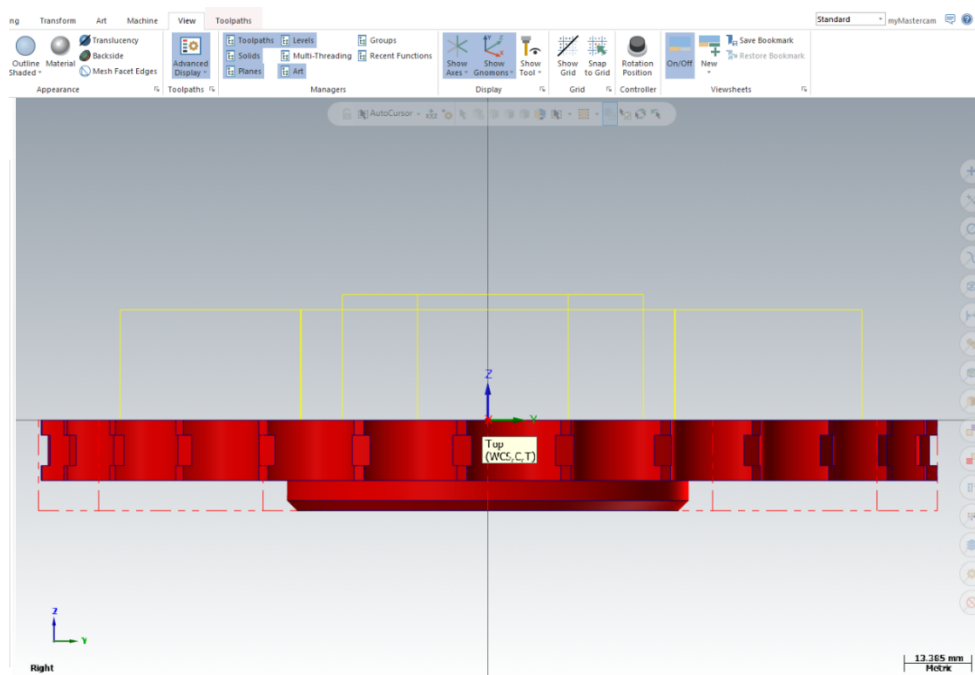 ng Transform Art Machine View Toolpaths Standard myMastercam
Outline Shaded Material Translucency Backside Mesh Facet Edges
Advanced Display Toolpaths Solids Planes Levels Multi-Threading Art Groups Recent Functions
Show Axes Show Gnomons Show Tool Show Grid Snap to Grid Rotation Position On/Off New Save Bookmark Restore Bookmark
Appearance Toolpaths Managers Display Grid Controller Viewsheets
AutoCursor
Z
Y
Top
(WCS,C,T)
Z
Y
Right
13.385 mm
Metric